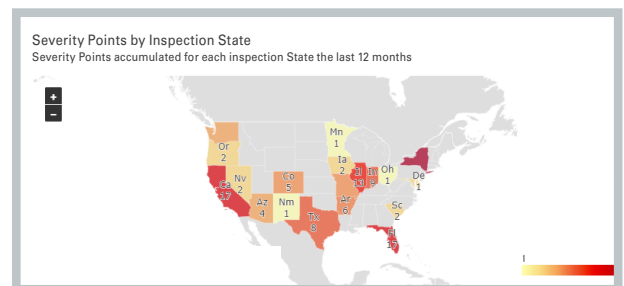 Severity Points by Inspection State
Severity Points accumulated for each inspection State the last 12 months
+
−
Mn
1
Or
2
Ia
2
Il
In
Oh
1
De
1
Ca
17
Nv
2
Co
5
Ar
6
Az
4
Nm
1
Sc
2
Tx
8